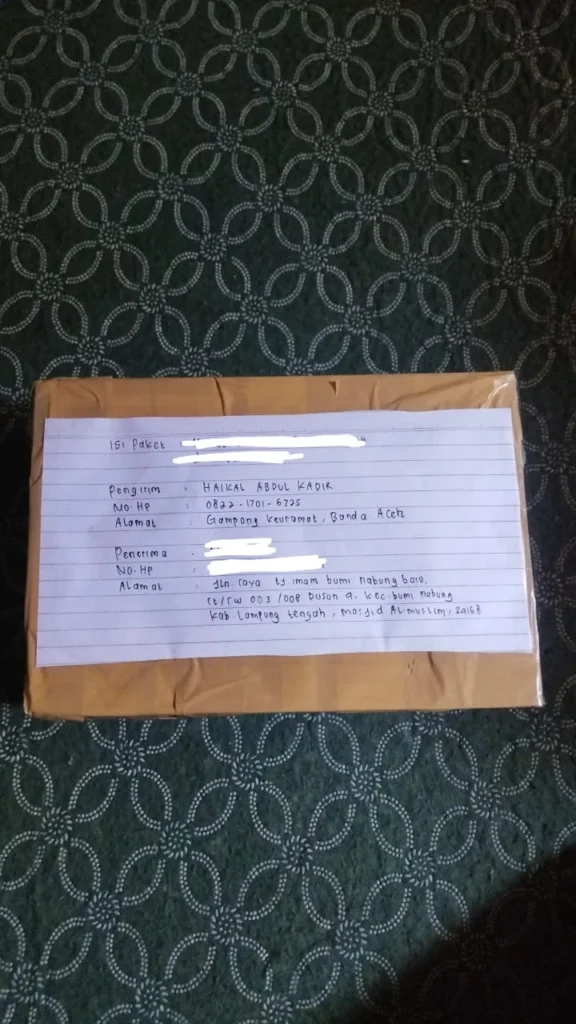 Isi Paket :
Pengirim : HAIKAL ABDUL KADIR
No. HP : 0822-1701-6725
Alamat : Gampong Keuramat, Banda Aceh
Penerima :
No. HP :
Alamat : Jln. raya tj imam bumi nabung baru,
rt/rw 003/008 Dusun 9, kec. bumi nabung
kab. Lampung tengah, masjid Al-muslim, 24168